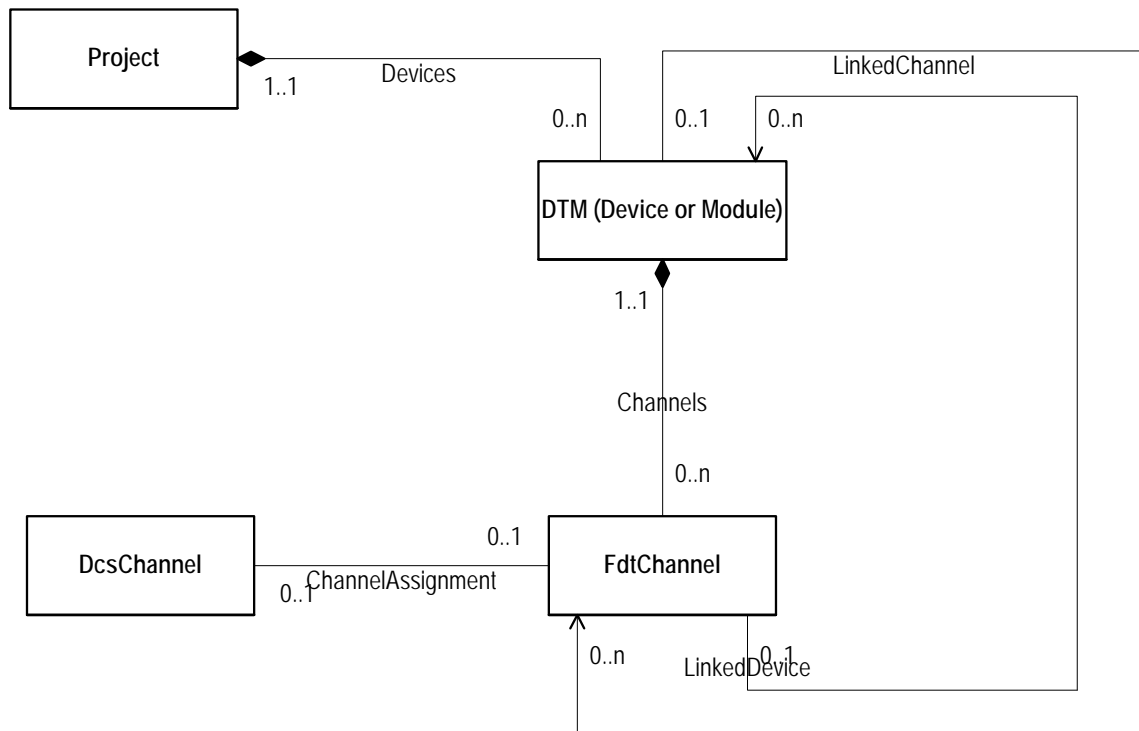 Project
1..1
Devices
0..n
LinkedChannel
0..1
0..n
DTM (Device or Module)
1..1
Channels
0..n
DcsChannel
0..1
ChannelAssignment
0..1
FdtChannel
0..n
LinkedDevice
0..1